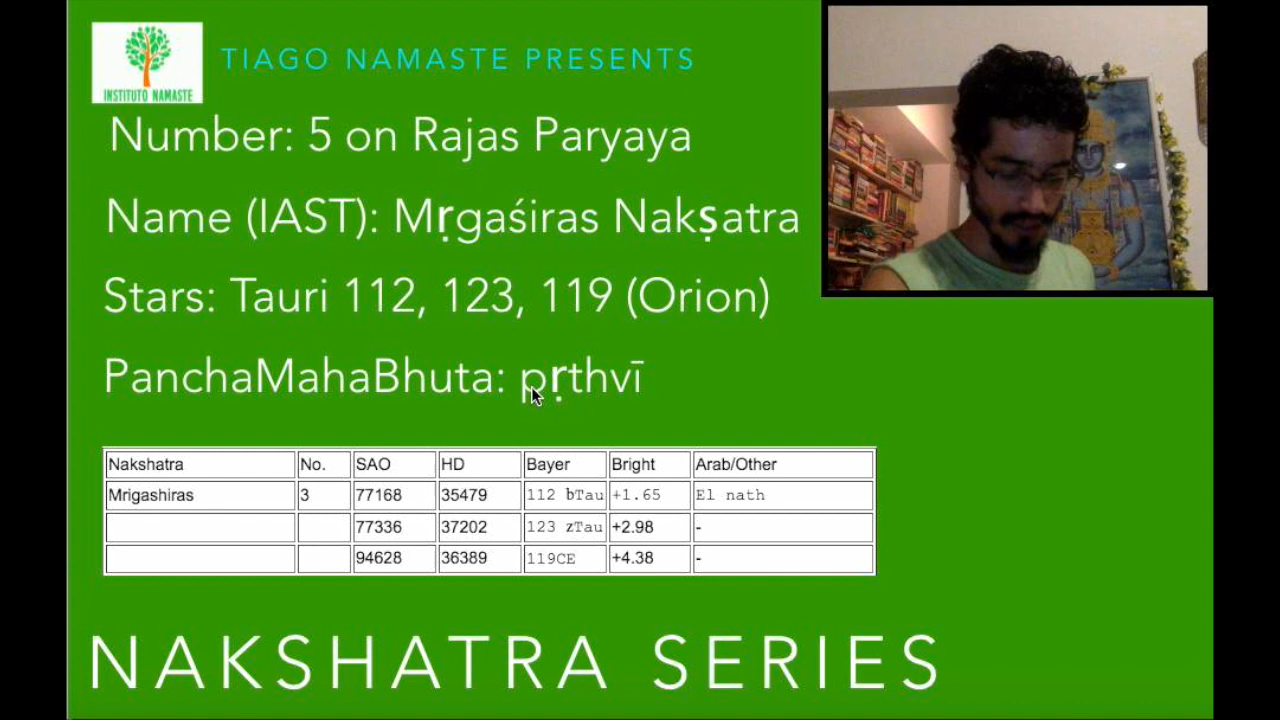 INSTITUTO NAMASTE
TIAGO NAMASTE PRESENTS
Number: 5 on Rajas Paryaya
Name (IAST): Mṛgaśiras Nakṣatra
Stars: Tauri 112, 123, 119 (Orion)
PanchaMahaBhuta: pṛthvī
Nakshatra No. SAO HD Bayer Bright Arab/Other
Mrigashiras 3 77168 35479 112 bTau +1.65 El nath
77336 37202 123 zTau +2.98 -
94628 36389 119CE +4.38 -
NAKSHATRA SERIES